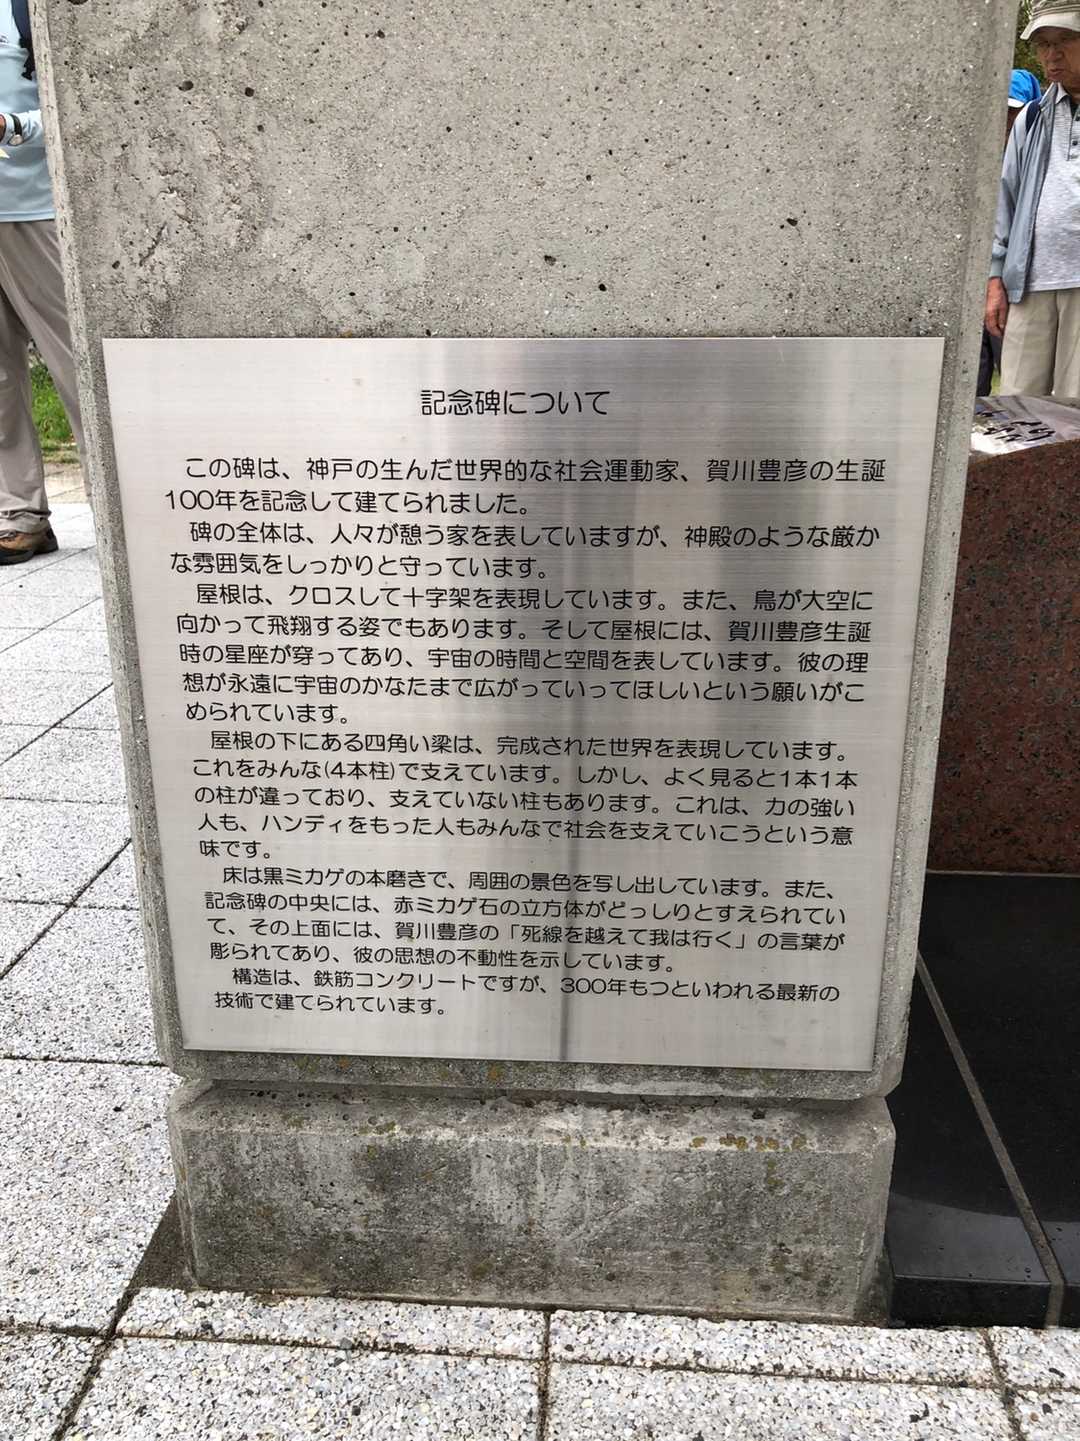 記念碑について
この碑は、神戸の生んだ世界的な社会運動家、賀川豊彦の生誕
100年を記念して建てられました。
碑の全体は、人々が憩う家を表していますが、神殿のような厳か
な雰囲気をしっかりと守っています。
屋根は、クロスして十字架を表現しています。また、鳥が大空に
向かって飛翔する姿でもあります。そして屋根には、賀川豊彦生誕
時の星座が穿ってあり、宇宙の時間と空間を表しています。彼の理
想が永遠に宇宙のかなたまで広がっていってほしいという願いがこ
められています。
屋根の下にある四角い梁は、完成された世界を表現しています。
これをみんな(4本柱)で支えています。しかし、よく見ると1本1本
の柱が違っており、支えていない柱もあります。これは、力の強い
人も、ハンディをもった人もみんなで社会を支えていこうという意
味です。
床は黒ミカゲの本磨きで、周囲の景色を写し出しています。また、
記念碑の中央には、赤ミカゲ石の立方体がどっしりとすえられてい
て、その上面には、賀川豊彦の「死線を越えて我は行く」の言葉が
彫られてあり、彼の思想の不動性を示しています。
構造は、鉄筋コンクリートですが、300年もつといわれる最新の
技術で建てられています。